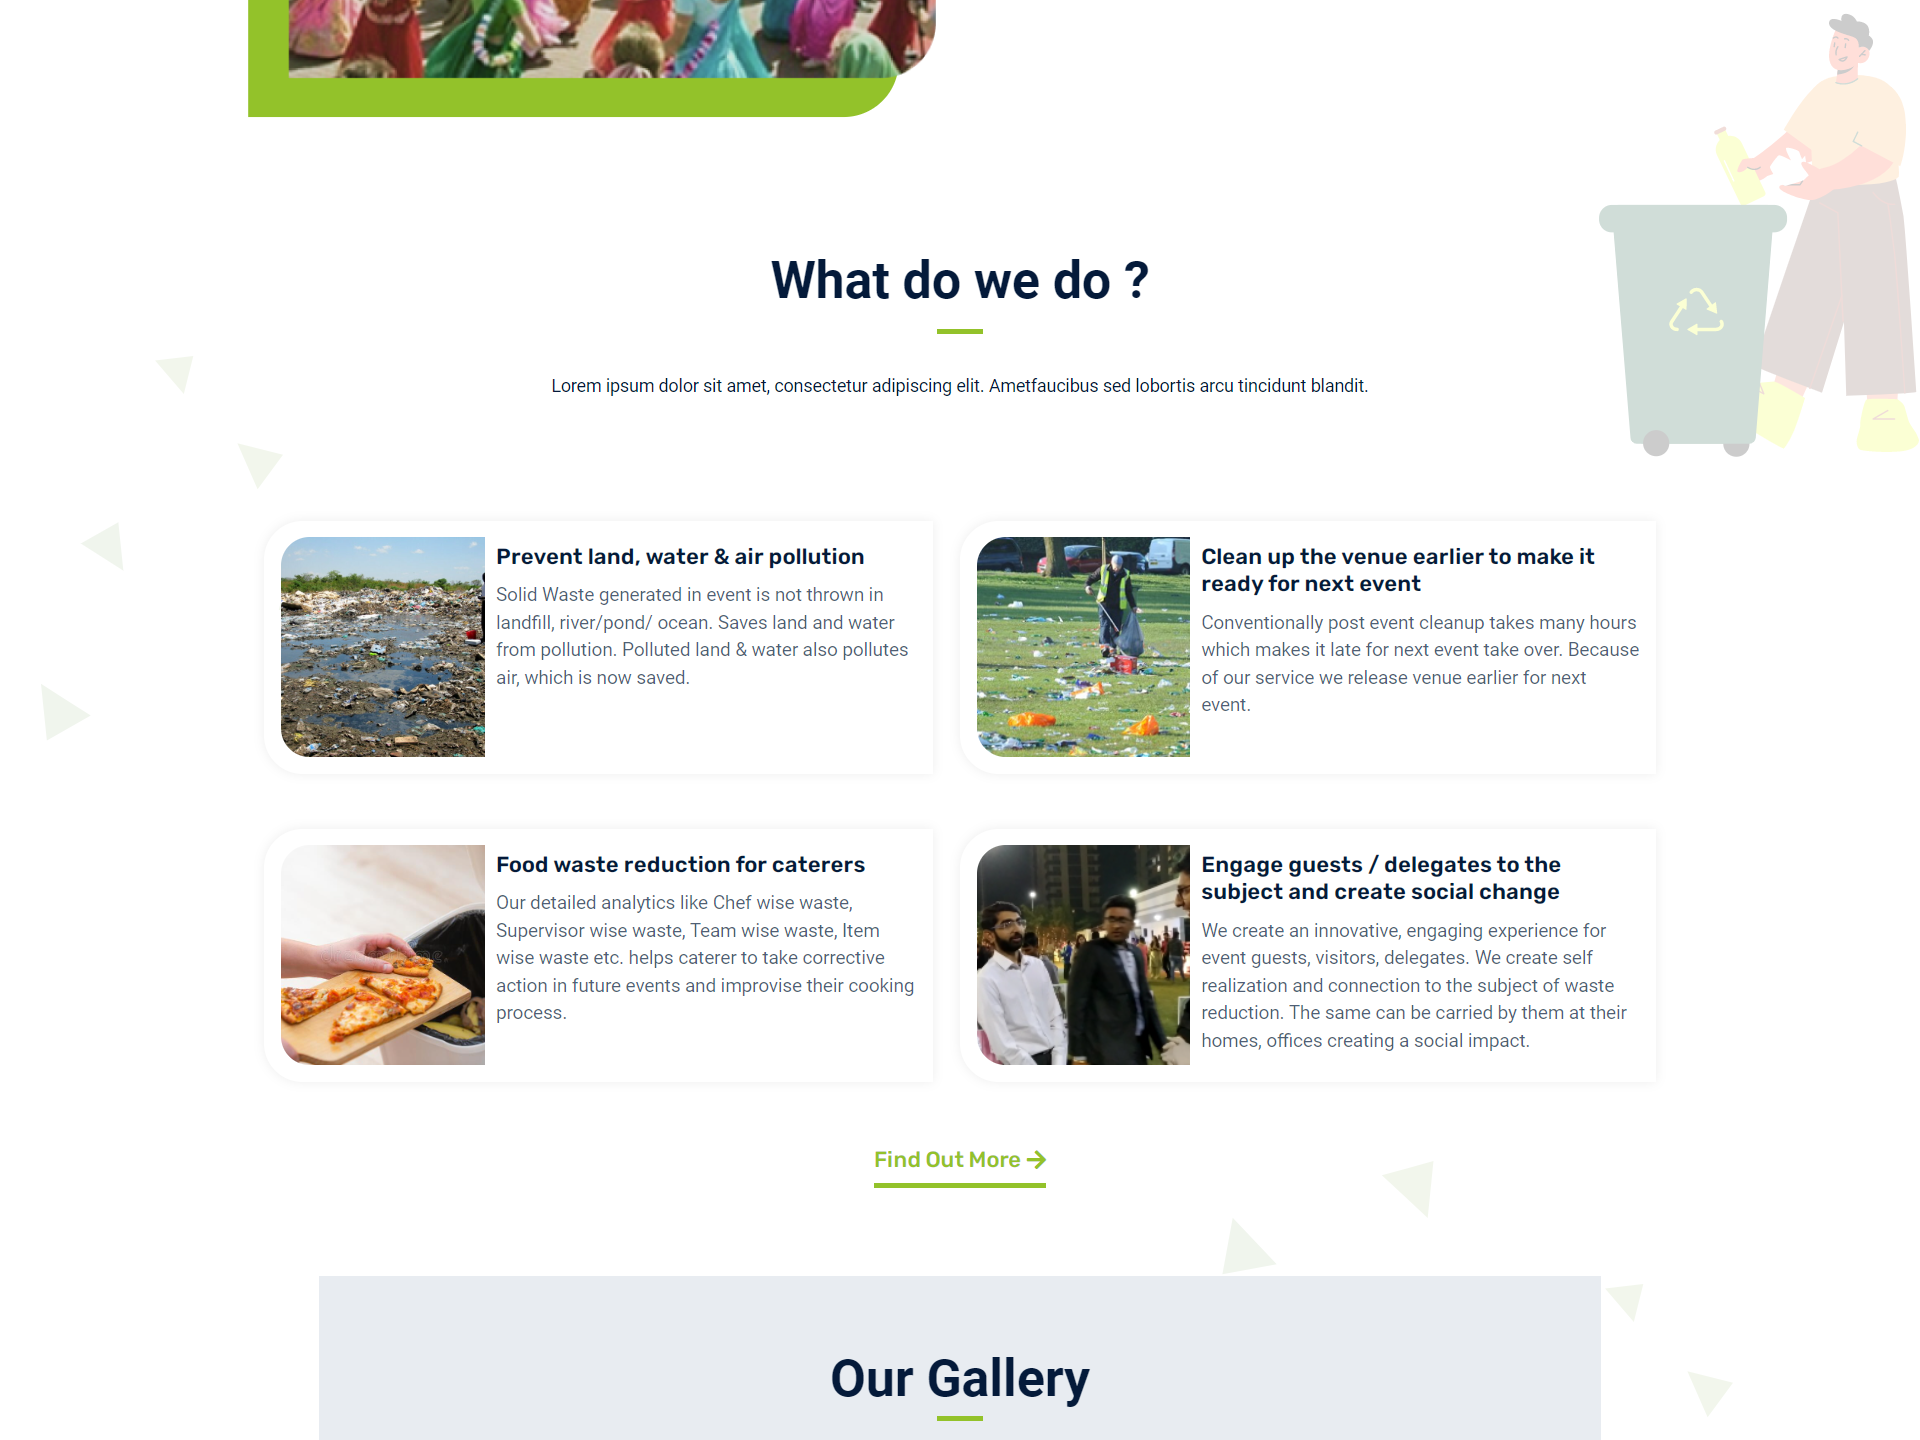 What do we do ?
Lorem ipsum dolor sit amet, consectetur adipiscing elit. Ametfaucibus sed lobortis arcu tincidunt blandit.
Prevent land, water & air pollution
Solid Waste generated in event is not thrown in
landfill, river/pond/ ocean. Saves land and water
from pollution. Polluted land & water also pollutes
air, which is now saved.
Clean up the venue earlier to make it
ready for next event
Conventionally post event cleanup takes many hours
which makes it late for next event take over. Because
of our service we release venue earlier for next
event.
Food waste reduction for caterers
Our detailed analytics like Chef wise waste,
Supervisor wise waste, Team wise waste, Item
wise waste etc. helps caterer to take corrective
action in future events and improvise their cooking
process.
Engage guests / delegates to the
subject and create social change
We create an innovative, engaging experience for
event guests, visitors, delegates. We create self
realization and connection to the subject of waste
reduction. The same can be carried by them at their
homes, offices creating a social impact.
Find Out More
Our Gallery